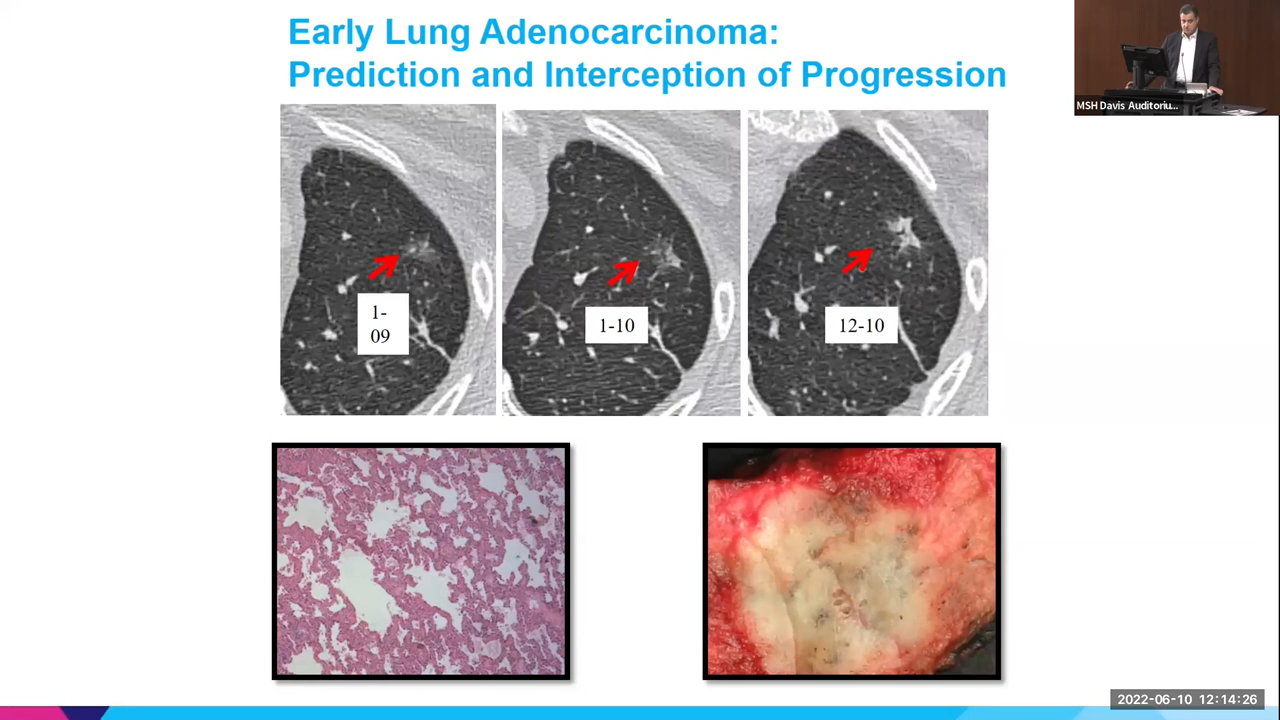 Early Lung Adenocarcinoma:
Prediction and Interception of Progression
MSH Davis Auditoriu...
1-
09
1-10
12-10
2022-06-10 12:14:26